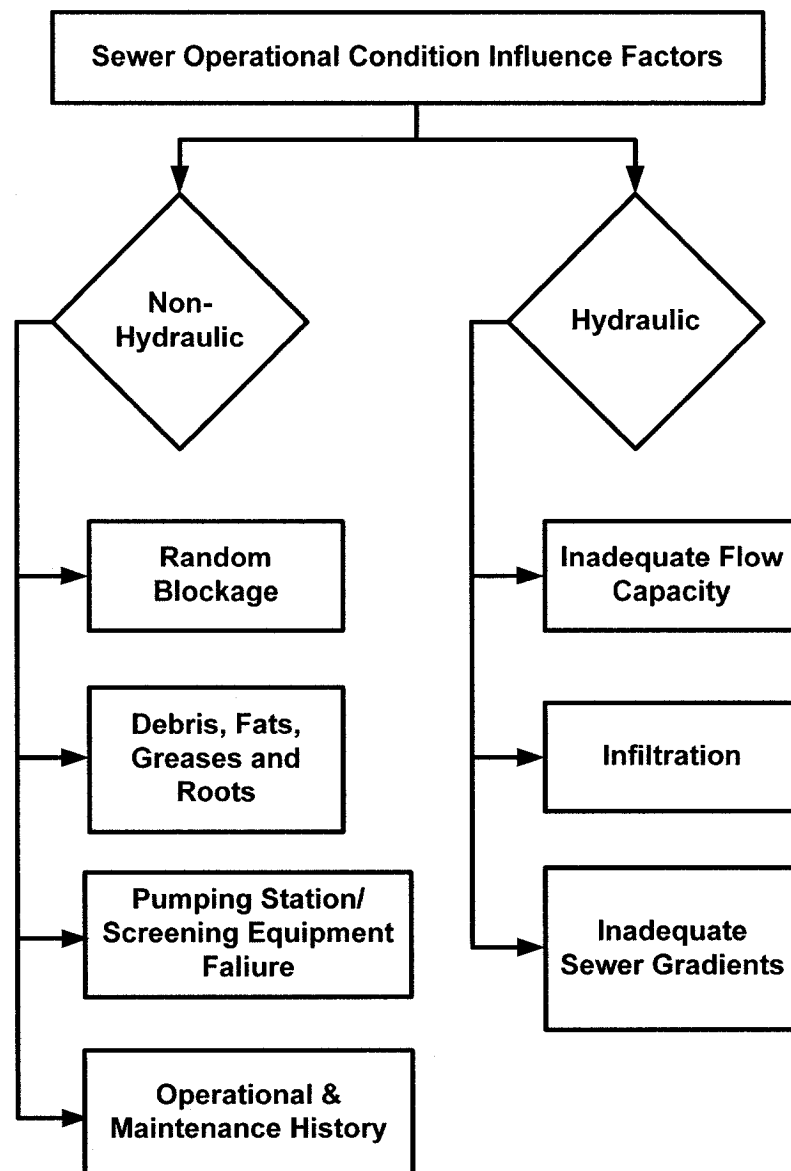 Sewer Operational Condition Influence Factors
Non-
Hydraulic
Random
Blockage
Debris, Fats,
Greases and
Roots
Pumping Station/
Screening Equipment
Faliure
Operational &
Maintenance History
Hydraulic
Inadequate Flow
Capacity
Infiltration
Inadequate
Sewer Gradients